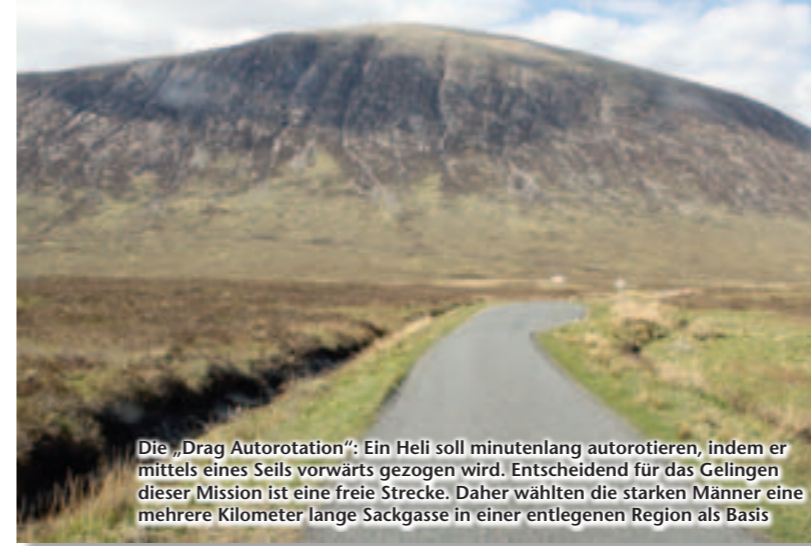 Die „Drag Autorotation“: Ein Heli soll minutenlang autorotieren, indem er
mittels eines Seils vorwärts gezogen wird. Entscheidend für das Gelingen
dieser Mission ist eine freie Strecke. Daher wählten die starken Männer eine
mehrere Kilometer lange Sackgasse in einer entlegenen Region als Basis